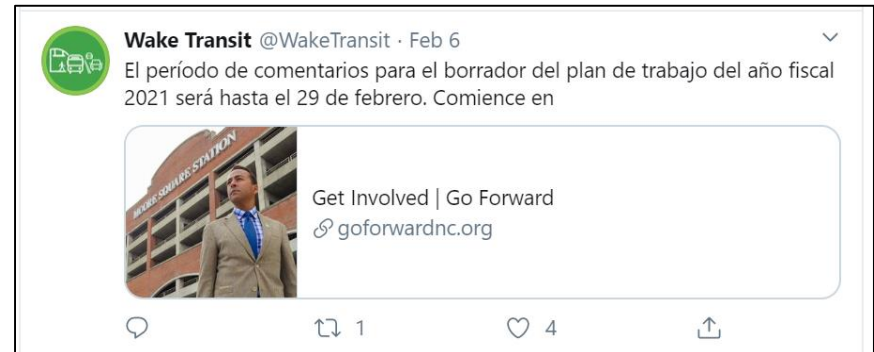 Wake Transit @WakeTransit · Feb 6
El período de comentarios para el borrador del plan de trabajo del año fiscal
2021 será hasta el 29 de febrero. Comience en
MOORE SQUARE STATION
Get Involved | Go Forward
goforwardnc.org
1 4